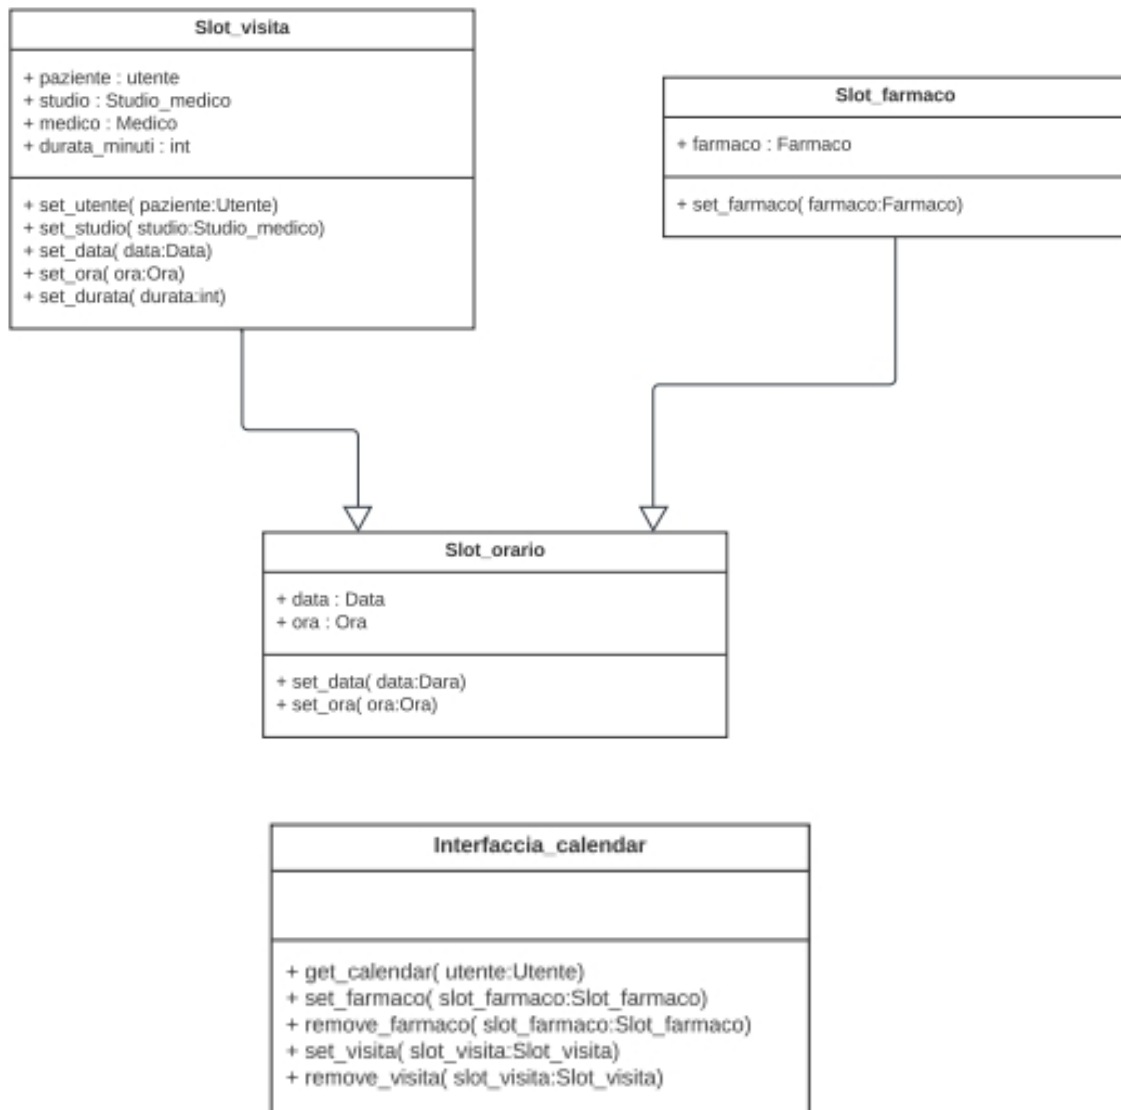 Slot_visita
+ paziente : utente
+ studio : Studio_medico
+ medico : Medico
+ durata_minuti : int
+ set_utente( paziente:Utente)
+ set_studio( studio:Studio_medico)
+ set_data( data:Data)
+ set_ora( ora:Ora)
+ set_durata( durata:int)
Slot_farmaco
+ farmaco : Farmaco
+ set_farmaco( farmaco:Farmaco)
Slot_orario
+ data : Data
+ ora : Ora
+ set_data( data:Dara)
+ set_ora( ora:Ora)
Interfaccia_calendar
+ get_calendar( utente:Utente)
+ set_farmaco( slot_farmaco:Slot_farmaco)
+ remove_farmaco( slot_farmaco:Slot_farmaco)
+ set_visita( slot_visita:Slot_visita)
+ remove_visita( slot_visita:Slot_visita)